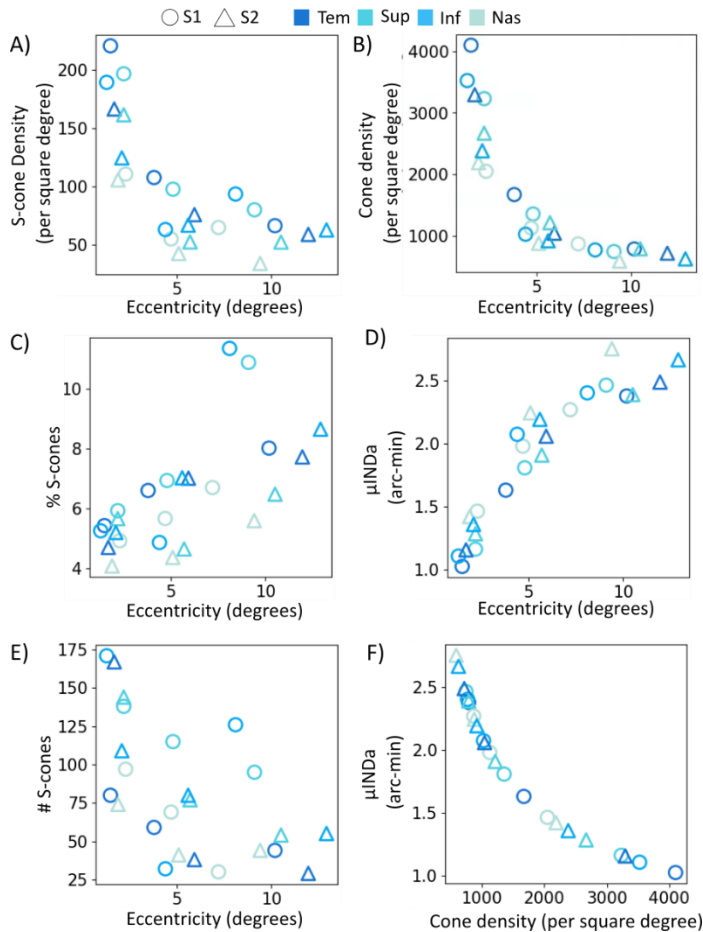 S1 S2 Tem Sup Inf Nas
A)
S-cone Density
(per square degree)
200
150
100
50
5 10
Eccentricity (degrees)
B)
Cone density
(per square degree)
4000
3000
2000
1000
5 10
Eccentricity (degrees)
C)
% S-cones
10
8
6
4
5 10
Eccentricity (degrees)
D)
µINDa
(arc-min)
2.5
2.0
1.5
1.0
5 10
Eccentricity (degrees)
E)
# S-cones
175
150
125
100
75
50
25
5 10
Eccentricity (degrees)
F)
µINDa
(arc-min)
2.5
2.0
1.5
1.0
1000 2000 3000 4000
Cone density (per square degree)